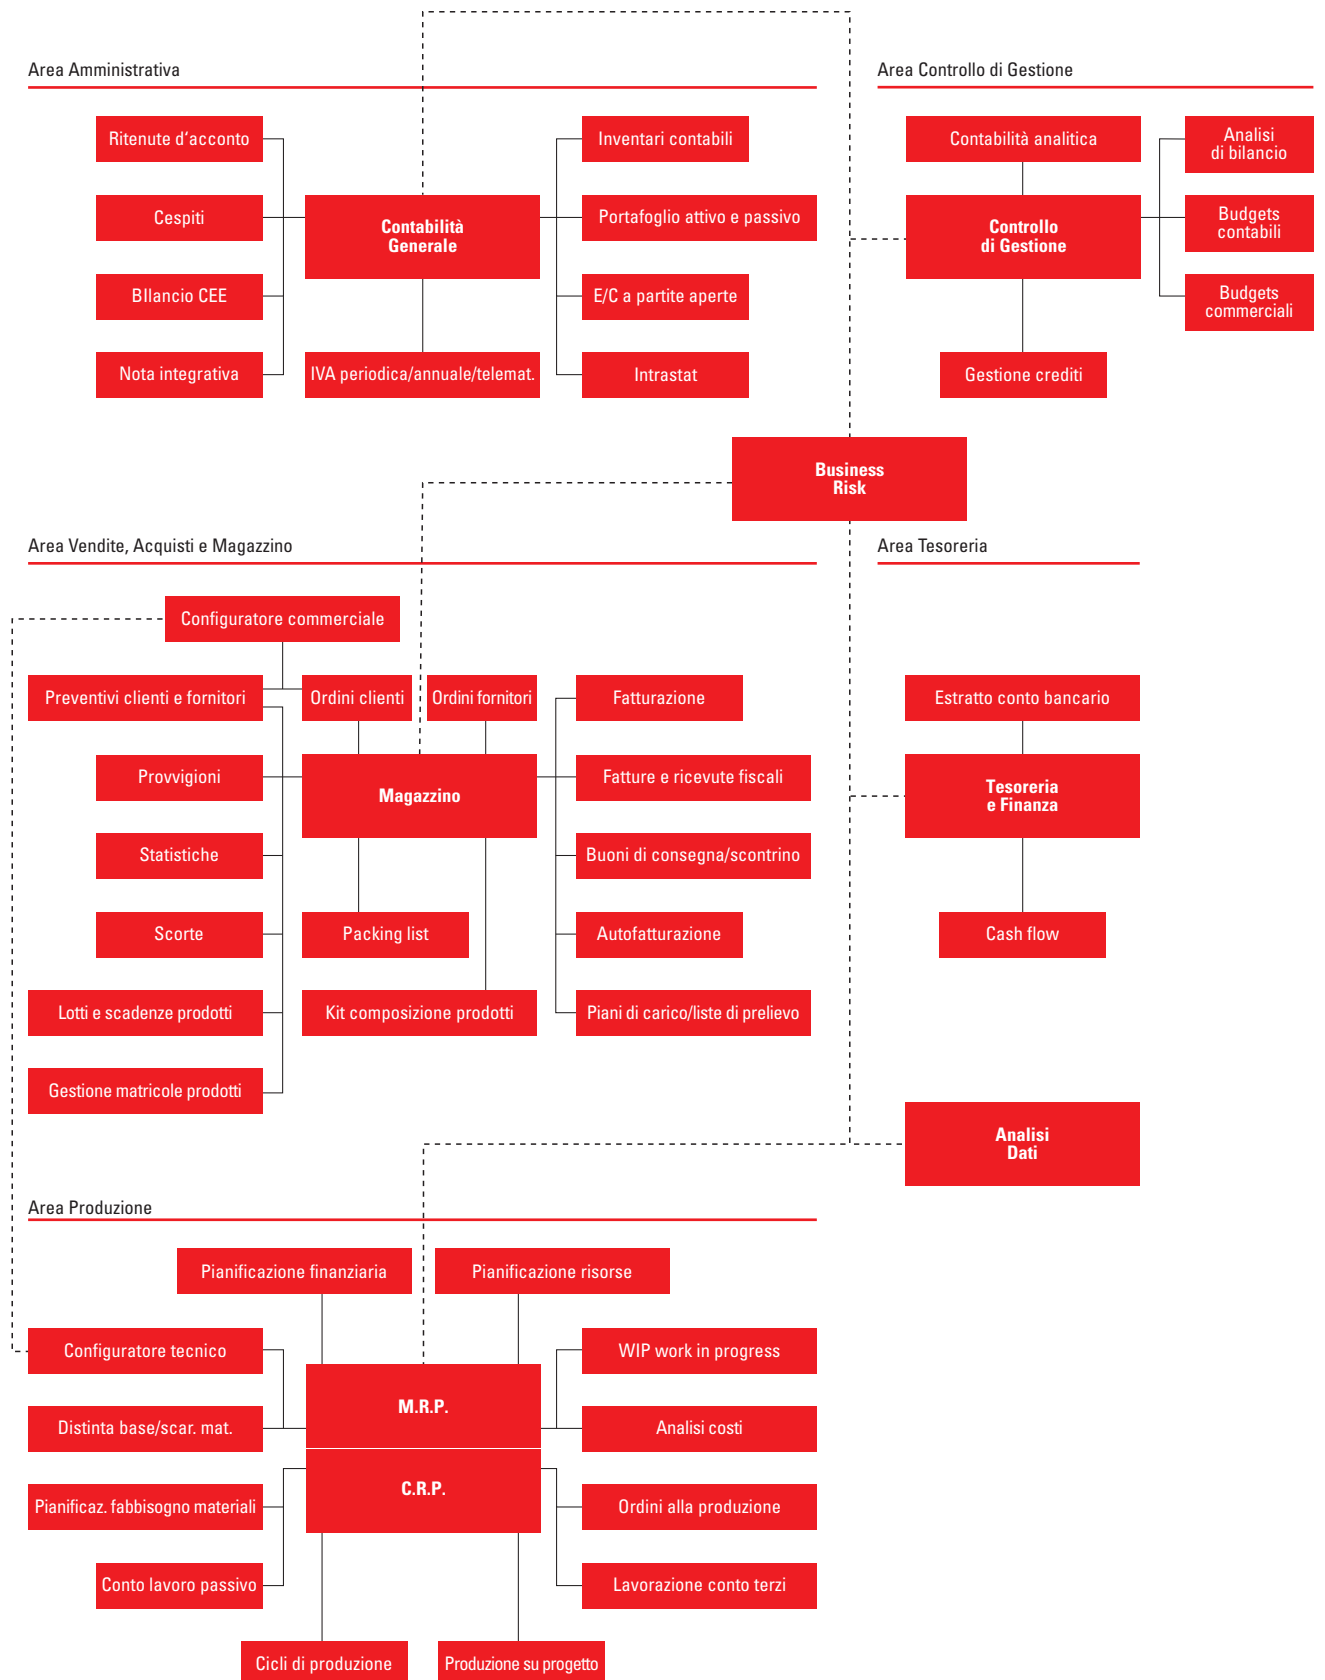 Area Amministrativa
Ritenute d'acconto
Cespiti
BIlancio CEE
Nota integrativa
Contabilità
Generale
IVA periodica/annuale/telemat.
Inventari contabili
Portafoglio attivo e passivo
E/C a partite aperte
Intrastat
Area Controllo di Gestione
Contabilità analitica
Controllo
di Gestione
Gestione crediti
Analisi
di bilancio
Budgets
contabili
Budgets
commerciali
Business
Risk
Area Vendite, Acquisti e Magazzino
Configuratore commerciale
Preventivi clienti e fornitori
Ordini clienti
Ordini fornitori
Provvigioni
Statistiche
Scorte
Lotti e scadenze prodotti
Gestione matricole prodotti
Magazzino
Packing list
Kit composizione prodotti
Fatturazione
Fatture e ricevute fiscali
Buoni di consegna/scontrino
Autofatturazione
Piani di carico/liste di prelievo
Area Tesoreria
Estratto conto bancario
Tesoreria
e Finanza
Cash flow
Analisi
Dati
Area Produzione
Pianificazione finanziaria
Pianificazione risorse
Configuratore tecnico
Distinta base/scar. mat.
Pianificaz. fabbisogno materiali
Conto lavoro passivo
M.R.P.
C.R.P.
WIP work in progress
Analisi costi
Ordini alla produzione
Lavorazione conto terzi
Cicli di produzione
Produzione su progetto